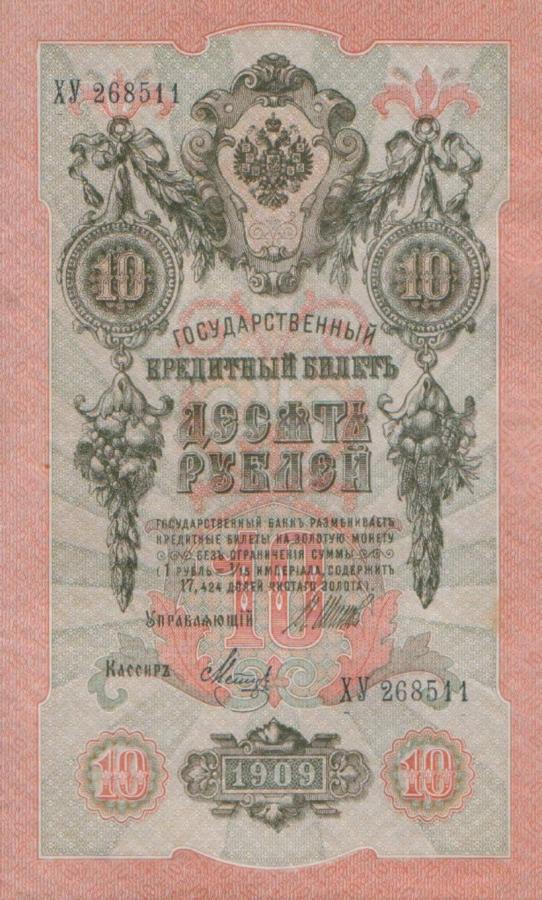 ХУ 268511
10 10
ГОСУДАРСТВЕННЫЙ
КРЕДИТНЫЙ БИЛЕТЪ
ДЕСЯТЬ
РУБЛЕЙ
ГОСУДАРСТВЕННЫЙ БАНКЪ РАЗМѢНИВАЕТЪ
КРЕДИТНЫЕ БИЛЕТЫ НА ЗОЛОТУЮ МОНЕТУ
БЕЗЪ ОГРАНИЧЕНІЯ СУММЫ
(1 РУБЛЬ = 1/15 ИМПЕРІАЛА, СОДЕРЖИТЪ
17,424 ДОЛЕЙ ЧИСТАГО ЗОЛОТА).
10
УПРАВЛЯЮЩІЙ
КАССИРЪ
ХУ 268511
10 1909 10